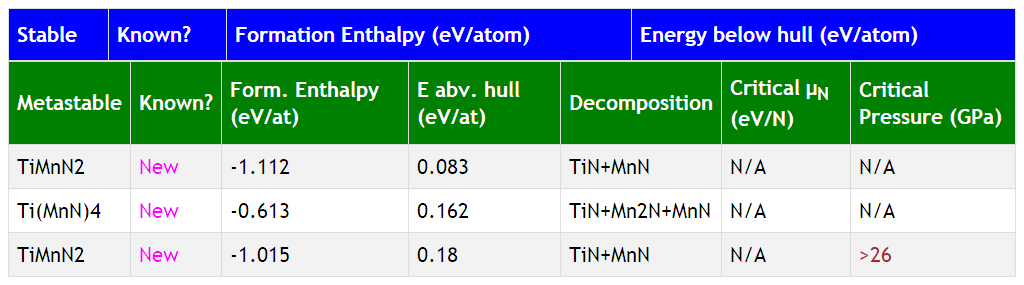 Stable Known? Formation Enthalpy (eV/atom) Energy below hull (eV/atom)
Metastable Known? Form. Enthalpy (eV/at) E abv. hull (eV/at) Decomposition Critical μN (eV/N) Critical Pressure (GPa)
TiMnN2 New -1.112 0.083 TiN+MnN N/A N/A
Ti(MnN)4 New -0.613 0.162 TiN+Mn2N+MnN N/A N/A
TiMnN2 New -1.015 0.18 TiN+MnN N/A >26